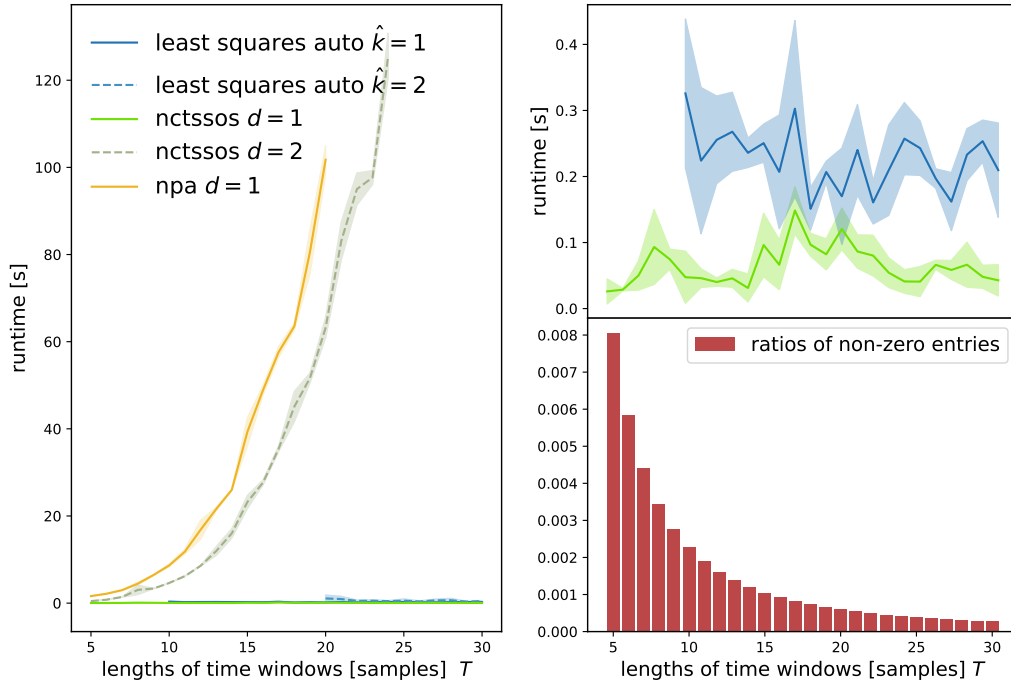 least squares auto k̂ = 1
least squares auto k̂ = 2
nctssos d = 1
nctssos d = 2
npa d = 1
runtime [s]
120
100
80
60
40
20
0
5 10 15 20 25 30
lengths of time windows [samples] T
runtime [s]
0.4
0.3
0.2
0.1
0.0
ratios of non-zero entries
0.008
0.007
0.006
0.005
0.004
0.003
0.002
0.001
0.000
5 10 15 20 25 30
lengths of time windows [samples] T